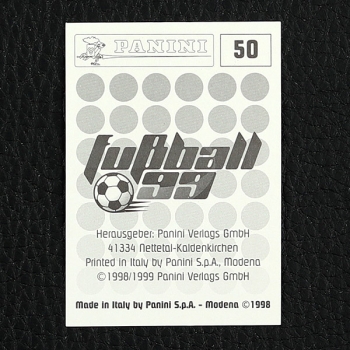 PANINI
50
fußball
99
Herausgeber: Panini Verlags GmbH
41334 Nettetal-Kaldenkirchen
Printed in Italy by Panini S.p.A., Modena
©1998/1999 Panini Verlags GmbH
Made in Italy by Panini S.p.A. - Modena ©1998